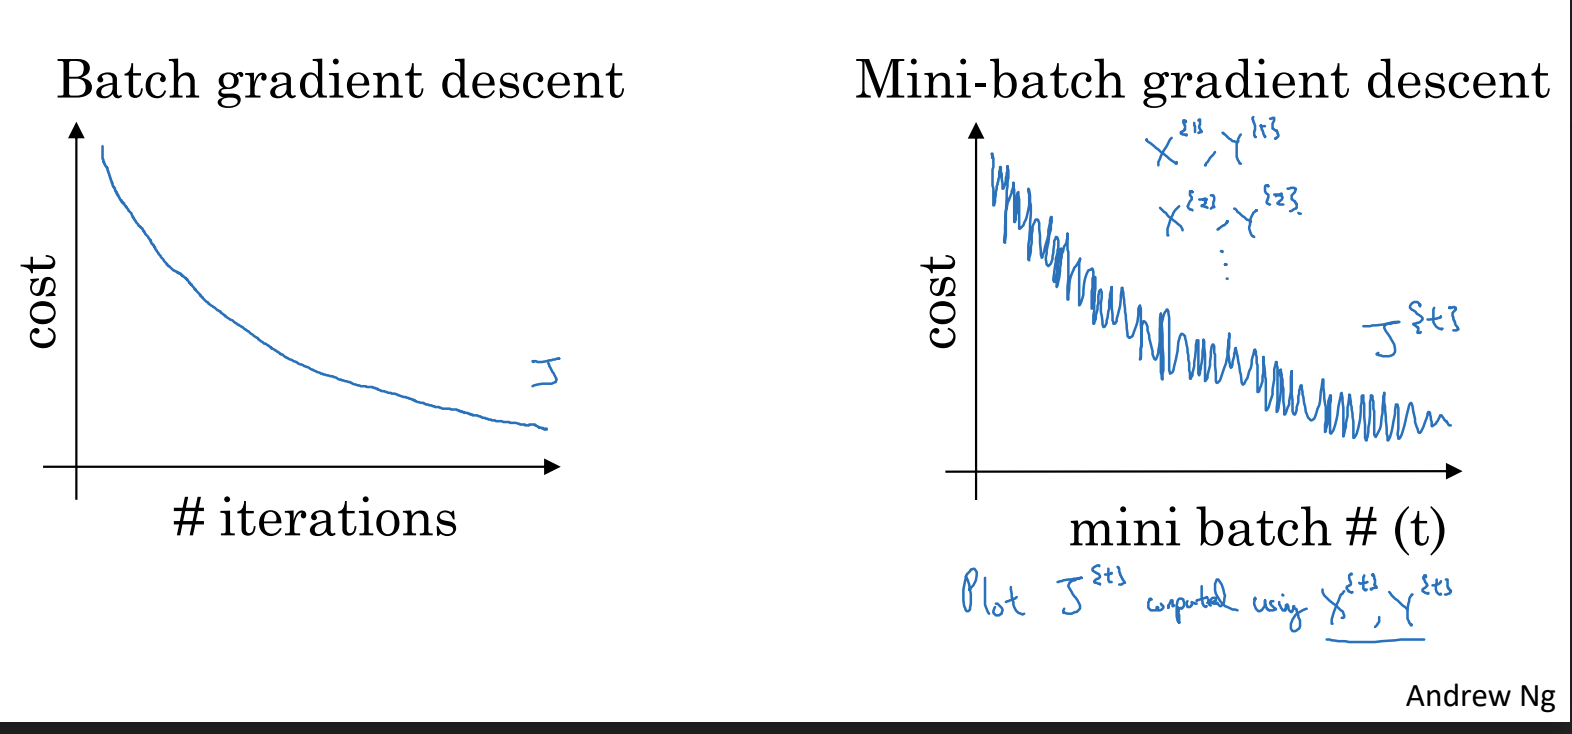 Batch gradient descent
cost
J
# iterations
Mini-batch gradient descent
X^{1}, Y^{1}
X^{2}, Y^{2}
⋮
cost
J^{t}
mini batch # (t)
Plot J^{t} computed using X^{t}, Y^{t}
Andrew Ng